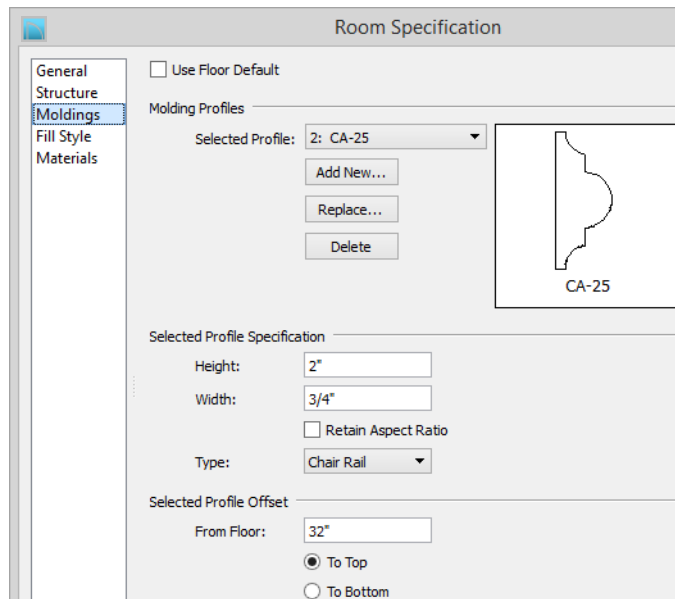 Room Specification
General
Structure
Moldings
Fill Style
Materials
Use Floor Default
Molding Profiles
Selected Profile: 2: CA-25
Add New...
Replace...
Delete
CA-25
Selected Profile Specification
Height: 2"
Width: 3/4"
Retain Aspect Ratio
Type: Chair Rail
Selected Profile Offset
From Floor: 32"
To Top
To Bottom